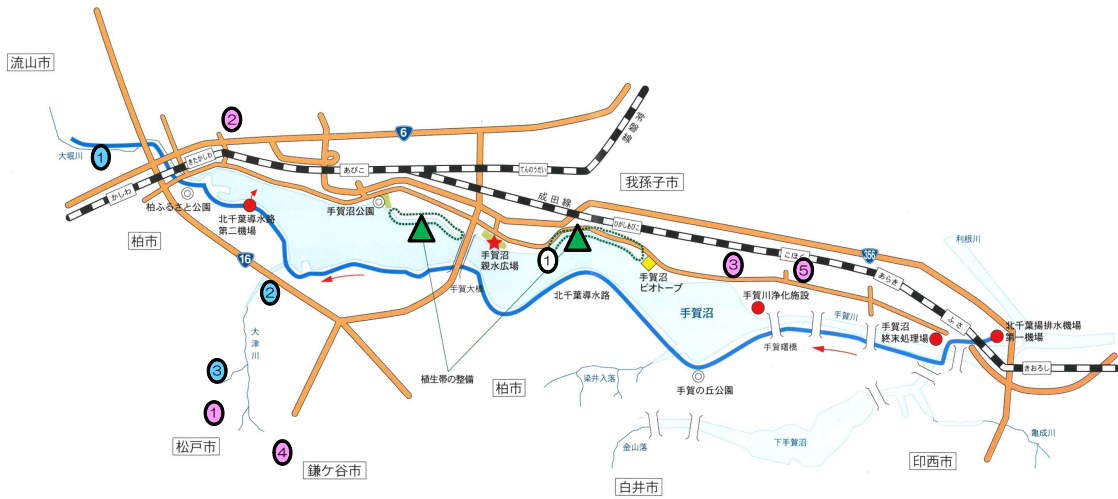 流山市
②
6
常磐線
大堀川
①
きたかしわ
あびこ
てんのうだい
かしわ
我孫子市
柏ふるさと公園
北千葉導水路
第二機場
手賀沼公園
成田線
ひがしあびこ
柏市
16
手賀沼
親水広場
①
手賀沼
ビオトープ
③
こほく
⑤
356
利根川
あらき
②
手賀大橋
北千葉導水路
手賀沼
手賀川浄化施設
手賀川
ふさ
北千葉揚排水機場
第一機場
大津川
手賀曙橋
手賀沼
終末処理場
③
植生帯の整備
柏市
染井入落
手賀の丘公園
きおろし
①
松戸市
④
鎌ケ谷市
金山落
下手賀沼
亀成川
白井市
印西市